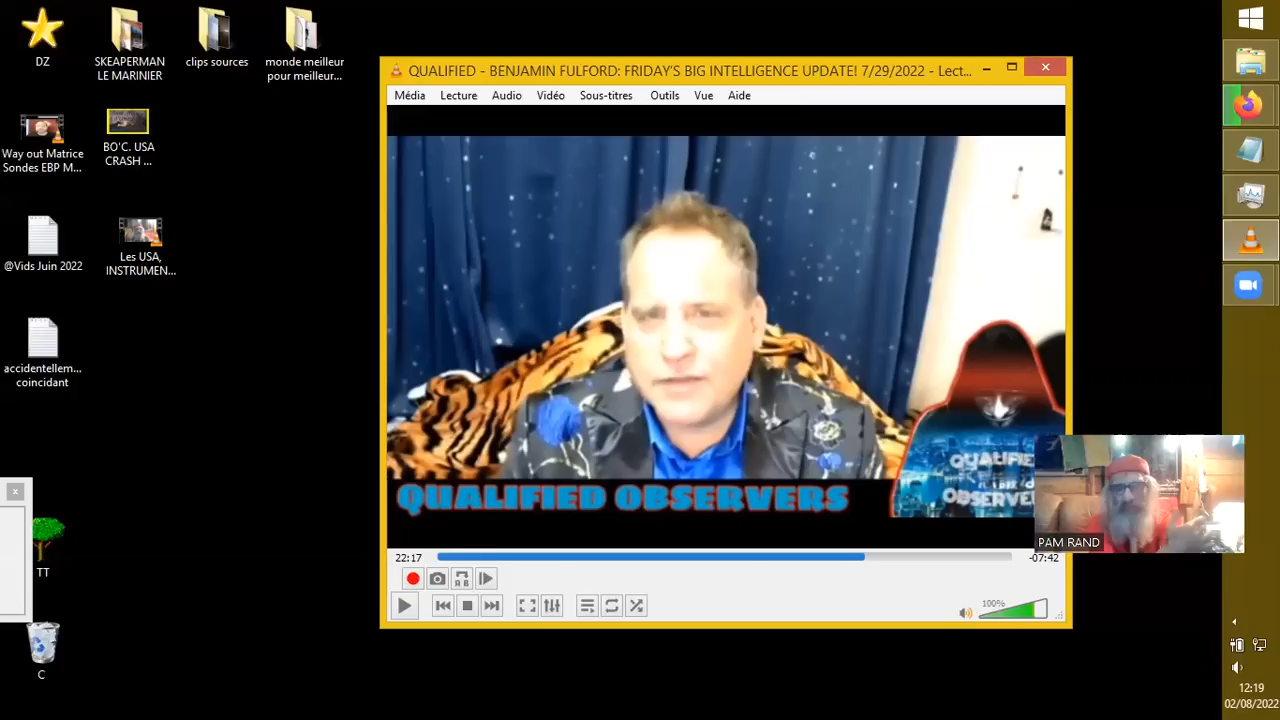 DZ
SKEAPERMAN
LE MARINIER
clips sources
monde meilleur
pour meilleur...
Way out Matrice
Sondes EBP M...
BO'C. USA
CRASH ...
@Vids Juin 2022
Les USA,
INSTRUMEN...
accidentellem...
coincidant
x
TT
C
QUALIFIED - BENJAMIN FULFORD: FRIDAY'S BIG INTELLIGENCE UPDATE! 7/29/2022 - Lect...
Média Lecture Audio Vidéo Sous-titres Outils Vue Aide
QUALIFIED
OBSERVERS
QUALIFIED OBSERVERS
PAM RAND
22:17
-07:42
100%
12:19
02/08/2022